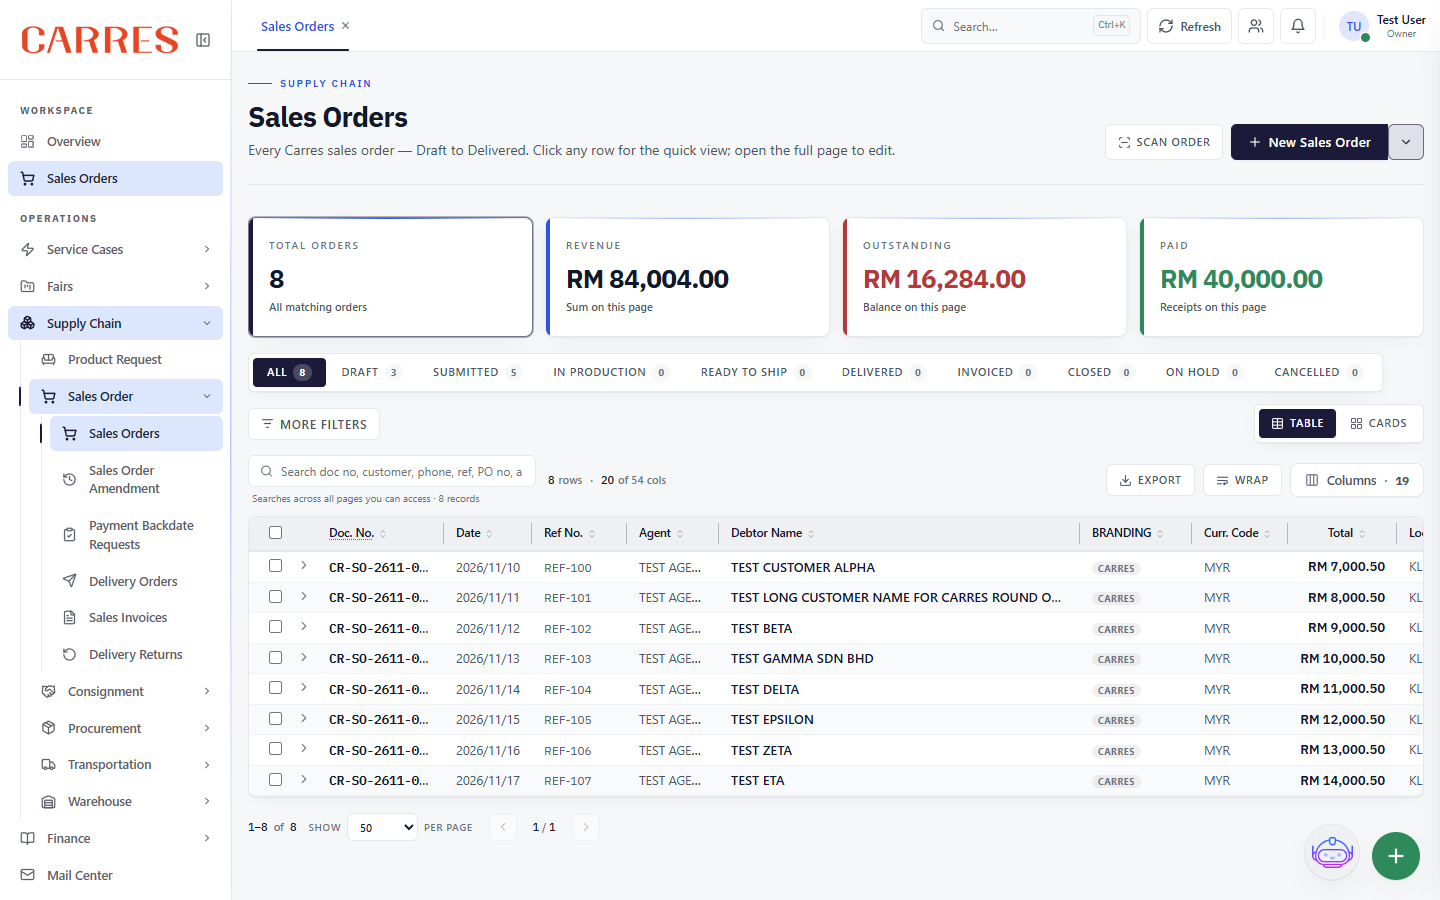 CARRES
Sales Orders ×
Search...
Ctrl+K
Refresh
TU
Test User
Owner
WORKSPACE
Overview
Sales Orders
OPERATIONS
Service Cases
Fairs
Supply Chain
Product Request
Sales Order
Sales Orders
Sales Order
Amendment
Payment Backdate
Requests
Delivery Orders
Sales Invoices
Delivery Returns
Consignment
Procurement
Transportation
Warehouse
Finance
Mail Center
SUPPLY CHAIN
Sales Orders
Every Carres sales order — Draft to Delivered. Click any row for the quick view; open the full page to edit.
SCAN ORDER
+ New Sales Order
TOTAL ORDERS
8
All matching orders
REVENUE
RM 84,004.00
Sum on this page
OUTSTANDING
RM 16,284.00
Balance on this page
PAID
RM 40,000.00
Receipts on this page
ALL 8 DRAFT 3 SUBMITTED 5 IN PRODUCTION 0 READY TO SHIP 0 DELIVERED 0 INVOICED 0 CLOSED 0 ON HOLD 0 CANCELLED 0
MORE FILTERS
TABLE CARDS
Search doc no, customer, phone, ref, PO no, a
8 rows · 20 of 54 cols
EXPORT WRAP Columns · 19
Searches across all pages you can access · 8 records
Doc. No. Date Ref No. Agent Debtor Name BRANDING Curr. Code Total Loc
CR-SO-2611-0... 2026/11/10 REF-100 TEST AGE... TEST CUSTOMER ALPHA CARRES MYR RM 7,000.50 KL
CR-SO-2611-0... 2026/11/11 REF-101 TEST AGE... TEST LONG CUSTOMER NAME FOR CARRES ROUND O... CARRES MYR RM 8,000.50 KL
CR-SO-2611-0... 2026/11/12 REF-102 TEST AGE... TEST BETA CARRES MYR RM 9,000.50 KL
CR-SO-2611-0... 2026/11/13 REF-103 TEST AGE... TEST GAMMA SDN BHD CARRES MYR RM 10,000.50 KL
CR-SO-2611-0... 2026/11/14 REF-104 TEST AGE... TEST DELTA CARRES MYR RM 11,000.50 KL
CR-SO-2611-0... 2026/11/15 REF-105 TEST AGE... TEST EPSILON CARRES MYR RM 12,000.50 KL
CR-SO-2611-0... 2026/11/16 REF-106 TEST AGE... TEST ZETA CARRES MYR RM 13,000.50 KL
CR-SO-2611-0... 2026/11/17 REF-107 TEST AGE... TEST ETA CARRES MYR RM 14,000.50 KL
1–8 of 8 SHOW 50 PER PAGE 1 / 1